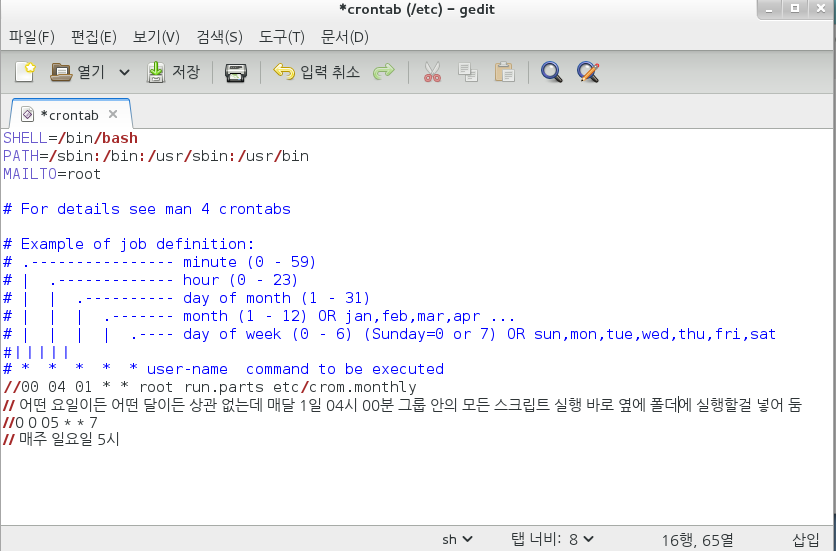 *crontab (/etc) – gedit
파일(F) 편집(E) 보기(V) 검색(S) 도구(T) 문서(D)
열기 저장 입력 취소
*crontab
SHELL=/bin/bash
PATH=/sbin:/bin:/usr/sbin:/usr/bin
MAILTO=root
# For details see man 4 crontabs
# Example of job definition:
# .---------------- minute (0 - 59)
# | .------------- hour (0 - 23)
# | | .---------- day of month (1 - 31)
# | | | .------- month (1 - 12) OR jan,feb,mar,apr ...
# | | | | .---- day of week (0 - 6) (Sunday=0 or 7) OR sun,mon,tue,wed,thu,fri,sat
#|||||
# * * * * * user-name command to be executed
//00 04 01 * * root run.parts etc/crom.monthly
// 어떤 요일이든 어떤 달이든 상관 없는데 매달 1일 04시 00분 그룹 안의 모든 스크립트 실행 바로 옆에 폴더에 실행할걸 넣어 둠
//0 0 05 * * 7
// 매주 일요일 5시
sh 탭 너비: 8 16행, 65열 삽입